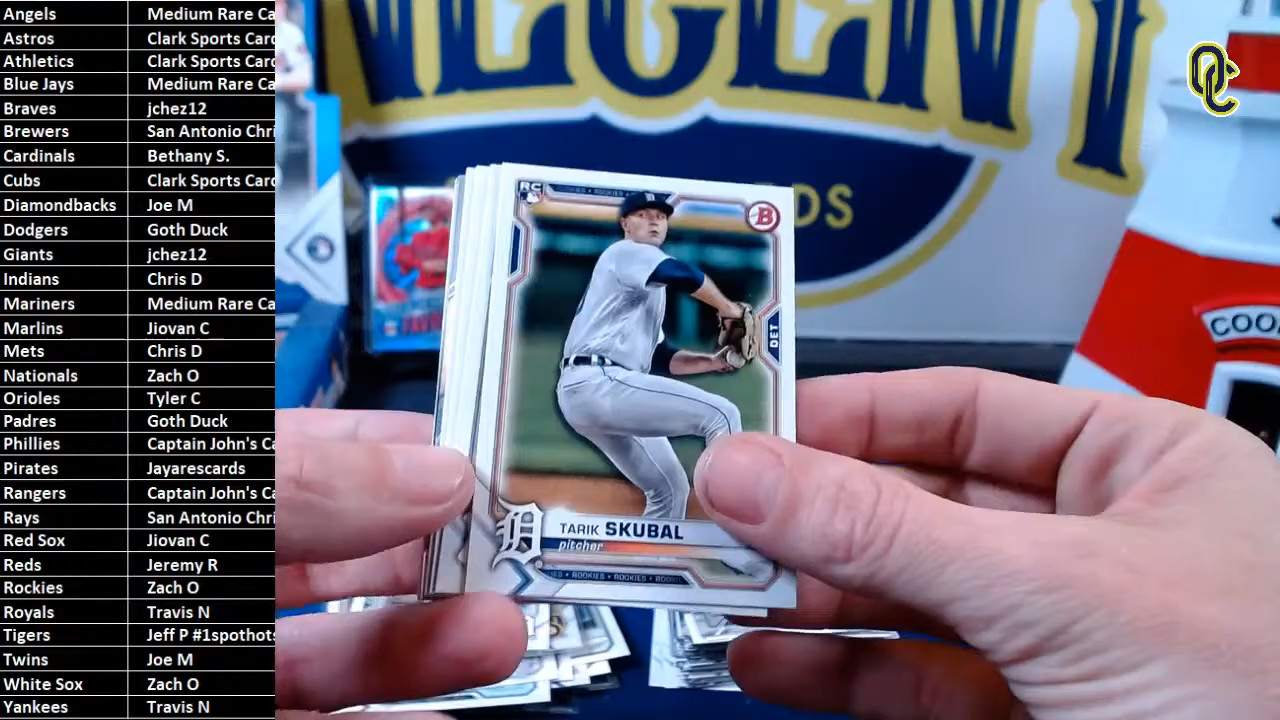 Angels Medium Rare Ca
Astros Clark Sports Card
Athletics Clark Sports Card
Blue Jays Medium Rare Ca
Braves jchez12
Brewers San Antonio Chri
Cardinals Bethany S.
Cubs Clark Sports Card
Diamondbacks Joe M
Dodgers Goth Duck
Giants jchez12
Indians Chris D
Mariners Medium Rare Ca
Marlins Jiovan C
Mets Chris D
Nationals Zach O
Orioles Tyler C
Padres Goth Duck
Phillies Captain John's Ca
Pirates Jayarescards
Rangers Captain John's Ca
Rays San Antonio Chri
Red Sox Jiovan C
Reds Jeremy R
Rockies Zach O
Royals Travis N
Tigers Jeff P #1spothots
Twins Joe M
White Sox Zach O
Yankees Travis N
OC
DS
COO
RC
B
DET
D
TARIK SKUBAL
pitcher
ROOKIES • ROOKIES